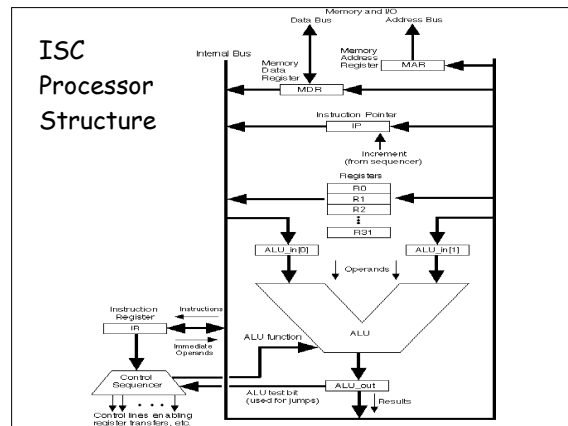 ISC
Processor
Structure
Memory and I/O
Data Bus
Address Bus
Internal Bus
Memory
Data
Register
Memory
Address
Register
MAR
MDR
Instruction Pointer
IP
Increment
(from sequencer)
Registers
R0
R1
R2
R31
ALU_in[0]
ALU_in[1]
Operands
ALU
Instruction
Register
Instructions
IR
Immediate
Operands
ALU function
Control
Sequencer
ALU test bit
(used for jumps)
ALU_out
Results
Control lines enabling
register transfers, etc.